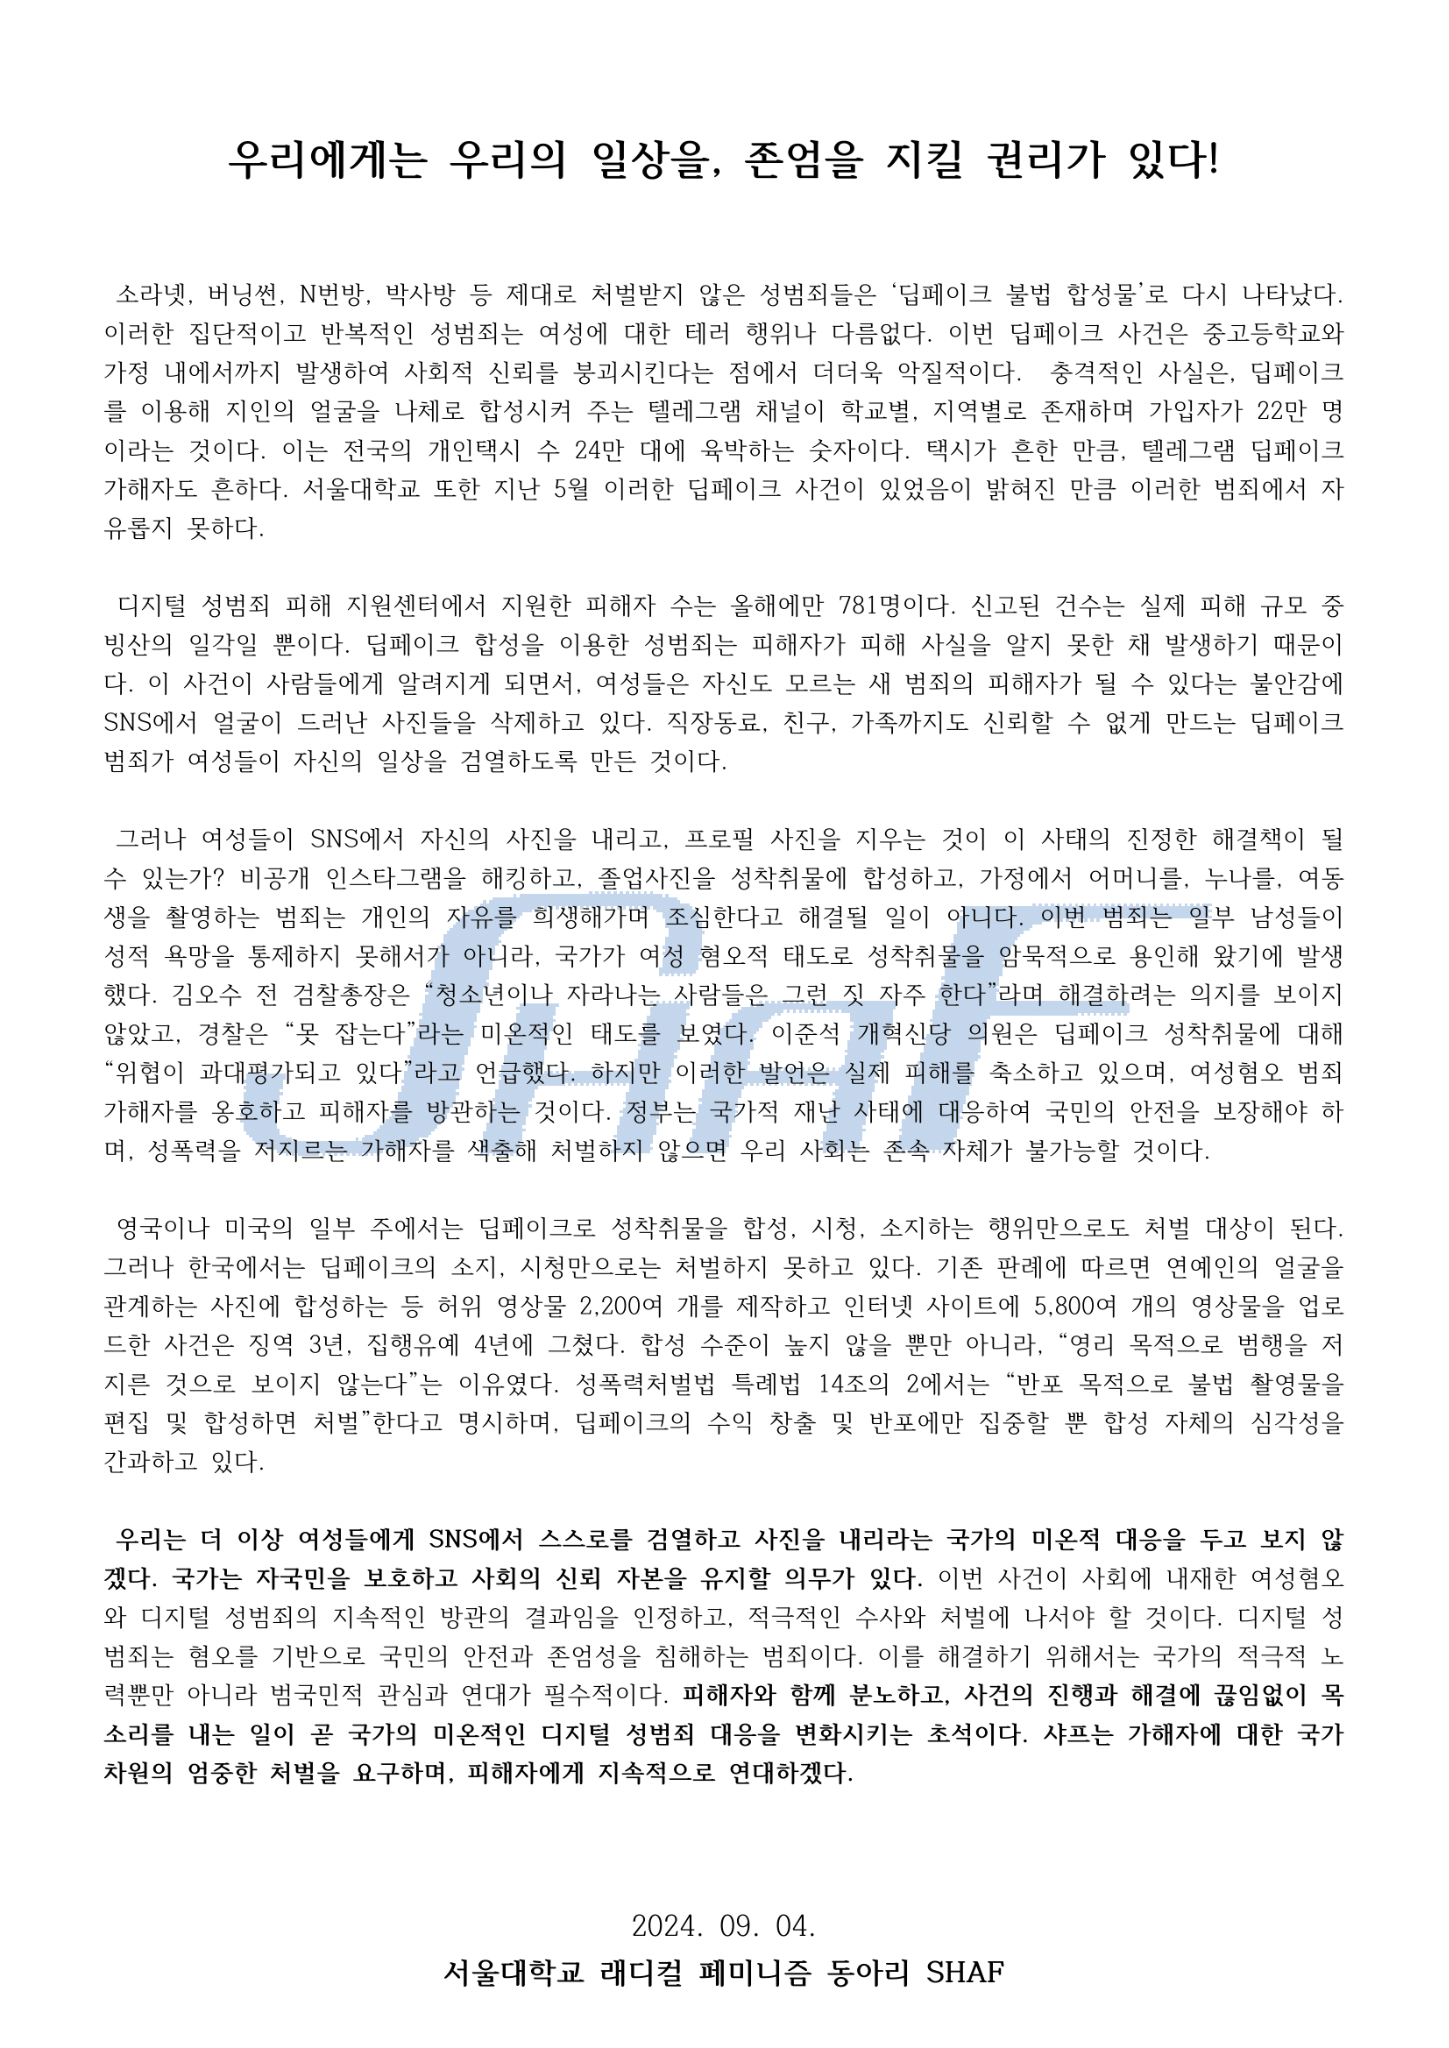 우리에게는 우리의 일상을, 존엄을 지킬 권리가 있다!
소라넷, 버닝썬, N번방, 박사방 등 제대로 처벌받지 않은 성범죄들은 ‘딥페이크 불법 합성물’로 다시 나타났다.
이러한 집단적이고 반복적인 성범죄는 여성에 대한 테러 행위나 다름없다. 이번 딥페이크 사건은 중고등학교와
가정 내에서까지 발생하여 사회적 신뢰를 붕괴시킨다는 점에서 더더욱 악질적이다. 충격적인 사실은, 딥페이크
를 이용해 지인의 얼굴을 나체로 합성시켜 주는 텔레그램 채널이 학교별, 지역별로 존재하며 가입자가 22만 명
이라는 것이다. 이는 전국의 개인택시 수 24만 대에 육박하는 숫자이다. 택시가 흔한 만큼, 텔레그램 딥페이크
가해자도 흔하다. 서울대학교 또한 지난 5월 이러한 딥페이크 사건이 있었음이 밝혀진 만큼 이러한 범죄에서 자
유롭지 못하다.
디지털 성범죄 피해 지원센터에서 지원한 피해자 수는 올해에만 781명이다. 신고된 건수는 실제 피해 규모 중
빙산의 일각일 뿐이다. 딥페이크 합성을 이용한 성범죄는 피해자가 피해 사실을 알지 못한 채 발생하기 때문이
다. 이 사건이 사람들에게 알려지게 되면서, 여성들은 자신도 모르는 새 범죄의 피해자가 될 수 있다는 불안감에
SNS에서 얼굴이 드러난 사진들을 삭제하고 있다. 직장동료, 친구, 가족까지도 신뢰할 수 없게 만드는 딥페이크
범죄가 여성들이 자신의 일상을 검열하도록 만든 것이다.
그러나 여성들이 SNS에서 자신의 사진을 내리고, 프로필 사진을 지우는 것이 이 사태의 진정한 해결책이 될
수 있는가? 비공개 인스타그램을 해킹하고, 졸업사진을 성착취물에 합성하고, 가정에서 어머니를, 누나를, 여동
생을 촬영하는 범죄는 개인의 자유를 희생해가며 조심한다고 해결될 일이 아니다. 이번 범죄는 일부 남성들이
성적 욕망을 통제하지 못해서가 아니라, 국가가 여성 혐오적 태도로 성착취물을 암묵적으로 용인해 왔기에 발생
했다. 김오수 전 검찰총장은 “청소년이나 자라나는 사람들은 그런 짓 자주 한다”라며 해결하려는 의지를 보이지
않았고, 경찰은 “못 잡는다”라는 미온적인 태도를 보였다. 이준석 개혁신당 의원은 딥페이크 성착취물에 대해
“위협이 과대평가되고 있다”라고 언급했다. 하지만 이러한 발언은 실제 피해를 축소하고 있으며, 여성혐오 범죄
가해자를 옹호하고 피해자를 방관하는 것이다. 정부는 국가적 재난 사태에 대응하여 국민의 안전을 보장해야 하
며, 성폭력을 저지르는 가해자를 색출해 처벌하지 않으면 우리 사회는 존속 자체가 불가능할 것이다.
SHAF
영국이나 미국의 일부 주에서는 딥페이크로 성착취물을 합성, 시청, 소지하는 행위만으로도 처벌 대상이 된다.
그러나 한국에서는 딥페이크의 소지, 시청만으로는 처벌하지 못하고 있다. 기존 판례에 따르면 연예인의 얼굴을
관계하는 사진에 합성하는 등 허위 영상물 2,200여 개를 제작하고 인터넷 사이트에 5,800여 개의 영상물을 업로
드한 사건은 징역 3년, 집행유예 4년에 그쳤다. 합성 수준이 높지 않을 뿐만 아니라, “영리 목적으로 범행을 저
지른 것으로 보이지 않는다”는 이유였다. 성폭력처벌법 특례법 14조의 2에서는 “반포 목적으로 불법 촬영물을
편집 및 합성하면 처벌”한다고 명시하며, 딥페이크의 수익 창출 및 반포에만 집중할 뿐 합성 자체의 심각성을
간과하고 있다.
우리는 더 이상 여성들에게 SNS에서 스스로를 검열하고 사진을 내리라는 국가의 미온적 대응을 두고 보지 않
겠다. 국가는 자국민을 보호하고 사회의 신뢰 자본을 유지할 의무가 있다. 이번 사건이 사회에 내재한 여성혐오
와 디지털 성범죄의 지속적인 방관의 결과임을 인정하고, 적극적인 수사와 처벌에 나서야 할 것이다. 디지털 성
범죄는 혐오를 기반으로 국민의 안전과 존엄성을 침해하는 범죄이다. 이를 해결하기 위해서는 국가의 적극적 노
력뿐만 아니라 범국민적 관심과 연대가 필수적이다. 피해자와 함께 분노하고, 사건의 진행과 해결에 끊임없이 목
소리를 내는 일이 곧 국가의 미온적인 디지털 성범죄 대응을 변화시키는 초석이다. 샤프는 가해자에 대한 국가
차원의 엄중한 처벌을 요구하며, 피해자에게 지속적으로 연대하겠다.
2024. 09. 04.
서울대학교 래디컬 페미니즘 동아리 SHAF